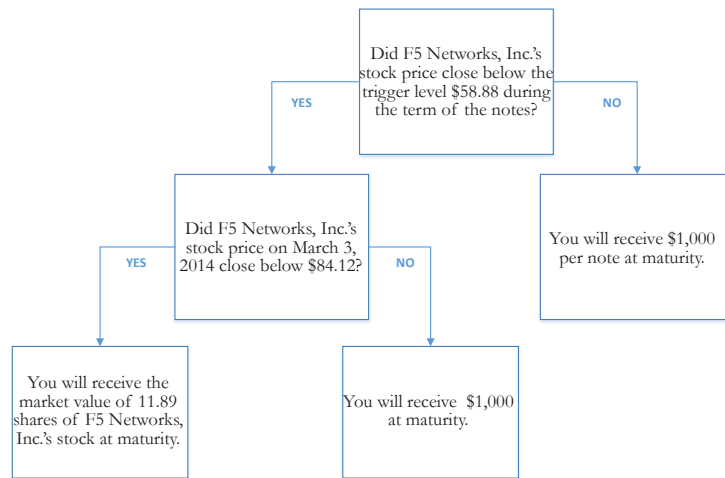 Did F5 Networks, Inc.'s
stock price close below the
trigger level $58.88 during
the term of the notes?
YES
NO
Did F5 Networks, Inc.'s
stock price on March 3,
2014 close below $84.12?
You will receive $1,000
per note at maturity.
YES
NO
You will receive the
market value of 11.89
shares of F5 Networks,
Inc.'s stock at maturity.
You will receive $1,000
at maturity.